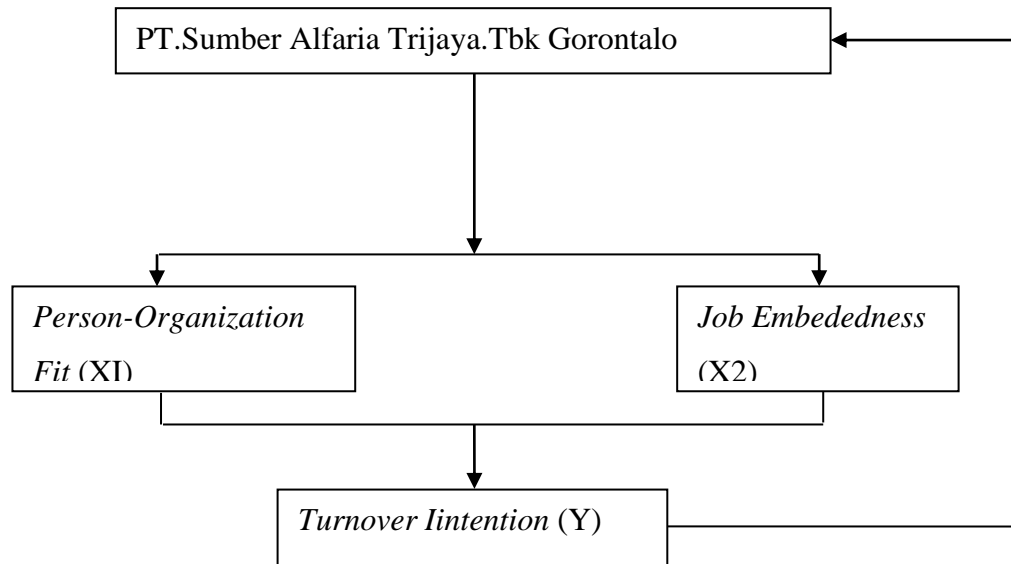 PT.Sumber Alfaria Trijaya.Tbk Gorontalo
Person-Organization
Fit (XI)
Job Embededness
(X2)
Turnover Iintention (Y)